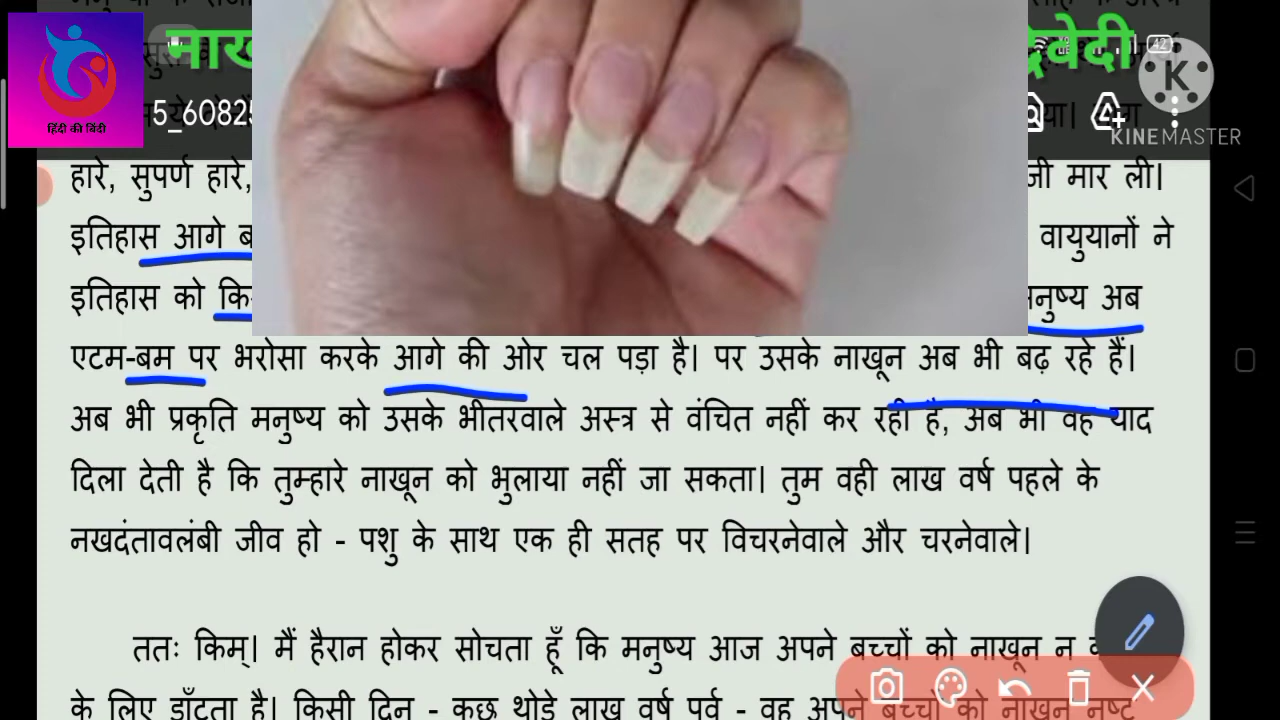 नाख
द्विवेदी
42
हिंदी की बिंदी
5_6082
KINEMASTER
हारे, सुपर्ण हारे, जी मार ली।
इतिहास आगे ब वायुयानों ने
इतिहास को कि मनुष्य अब
एटम-बम पर भरोसा करके आगे की ओर चल पड़ा है। पर उसके नाखून अब भी बढ़ रहे हैं।
अब भी प्रकृति मनुष्य को उसके भीतरवाले अस्त्र से वंचित नहीं कर रही है, अब भी वह याद
दिला देती है कि तुम्हारे नाखून को भुलाया नहीं जा सकता। तुम वही लाख वर्ष पहले के
नखदंतावलंबी जीव हो - पशु के साथ एक ही सतह पर विचरनेवाले और चरनेवाले।
ततः किम्। मैं हैरान होकर सोचता हूँ कि मनुष्य आज अपने बच्चों को नाखून न
के लिए डाँटता है। किसी दिन - कुछ थोड़े लाख वर्ष पूर्व - वह अपने बच्चों को नाखून नष्ट